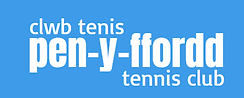 clwb tenis
pen-y-ffordd
tennis club